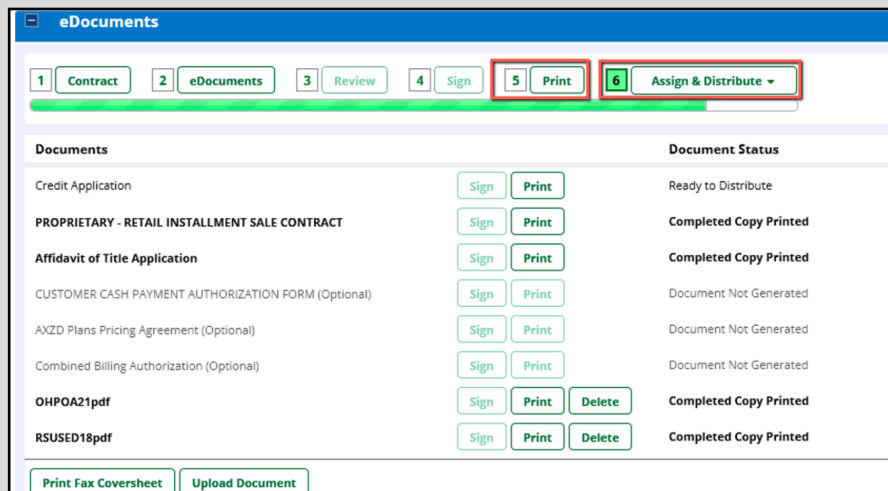 eDocuments
1 Contract 2 eDocuments 3 Review 4 Sign 5 Print 6 Assign & Distribute
Documents Document Status
Credit Application Sign Print Ready to Distribute
PROPRIETARY - RETAIL INSTALLMENT SALE CONTRACT Sign Print Completed Copy Printed
Affidavit of Title Application Sign Print Completed Copy Printed
CUSTOMER CASH PAYMENT AUTHORIZATION FORM (Optional) Sign Print Document Not Generated
AXZD Plans Pricing Agreement (Optional) Sign Print Document Not Generated
Combined Billing Authorization (Optional) Sign Print Document Not Generated
OHPOA21pdf Sign Print Delete Completed Copy Printed
RSUSED18pdf Sign Print Delete Completed Copy Printed
Print Fax Coversheet Upload Document